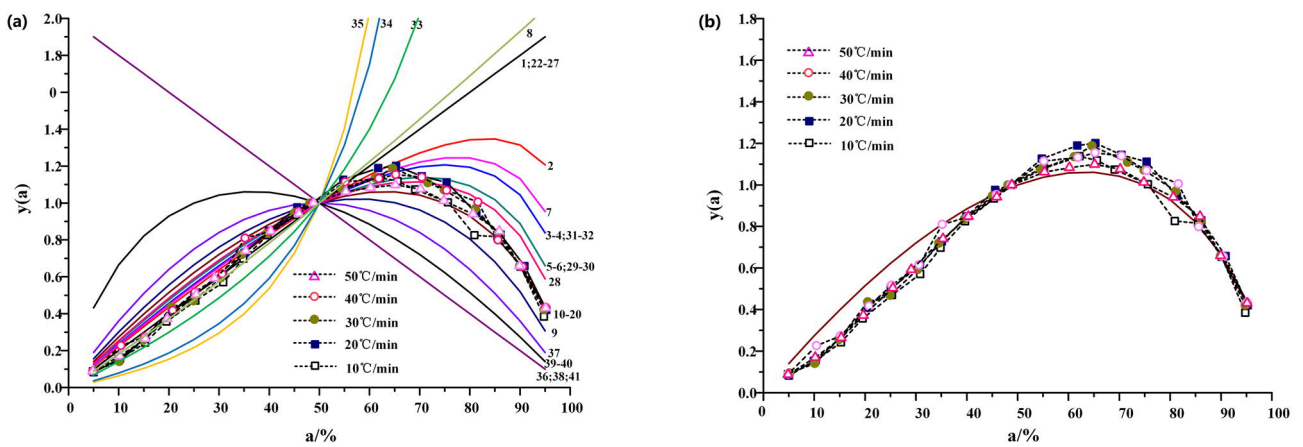 (a)
2.0
1.8
0
1.4
1.2
1.0
0.8
0.6
0.4
0.2
0.0
y(a)
0 10 20 30 40 50 60 70 80 90 100
a/%
35 34 33
8
1;22-27
2
7
3-4;31-32
5-6;29-30
28
10-20
9
37
39-40
36;38;41
50℃/min
40℃/min
30℃/min
20℃/min
10℃/min
(b)
1.8
1.6
1.4
1.2
1.0
0.8
0.6
0.4
0.2
0.0
y(a)
0 10 20 30 40 50 60 70 80 90 100
a/%
50℃/min
40℃/min
30℃/min
20℃/min
10℃/min